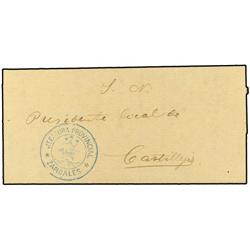 S. N.
Presidente Local de
Castillejos
JEFATURA PROVINCIAL
ZAMBALES